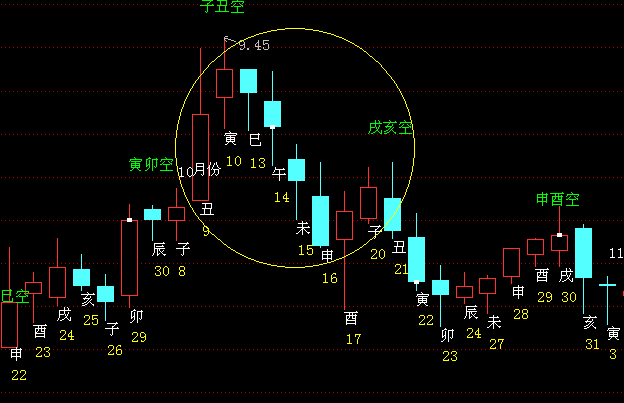 子丑空
9.45
戌亥空
寅卯空
10月份
申酉空
巳空
申
22
酉
23
戌
24
亥
25
子
26
卯
29
辰
30
子
8
丑
9
寅
10
巳
13
午
14
未
15
申
16
酉
17
子
20
丑
21
寅
22
卯
23
辰
24
未
27
申
28
酉
29
戌
30
亥
31
寅
3
11